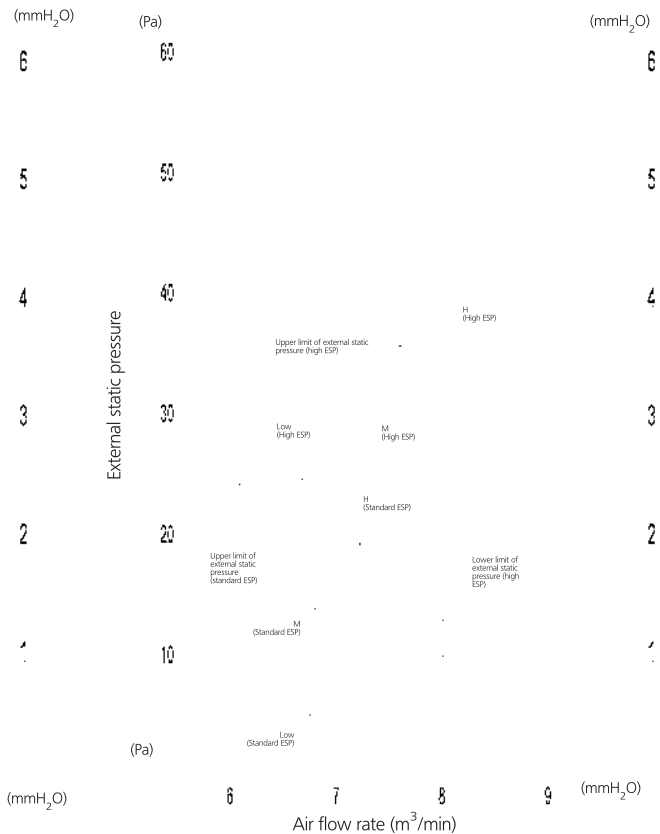 (mmH2O)
(Pa)
(mmH2O)
6
60
6
5
50
5
4
40
4
H
(High ESP)
Upper limit of external static
pressure (high ESP)
External static pressure
3
30
3
Low
(High ESP)
M
(High ESP)
H
(Standard ESP)
2
20
2
Upper limit of
external static
pressure
(standard ESP)
Lower limit of
external static
pressure (high
ESP)
M
(Standard ESP)
1
10
1
Low
(Standard ESP)
(Pa)
(mmH2O)
6
7
8
9
(mmH2O)
Air flow rate (m³/min)